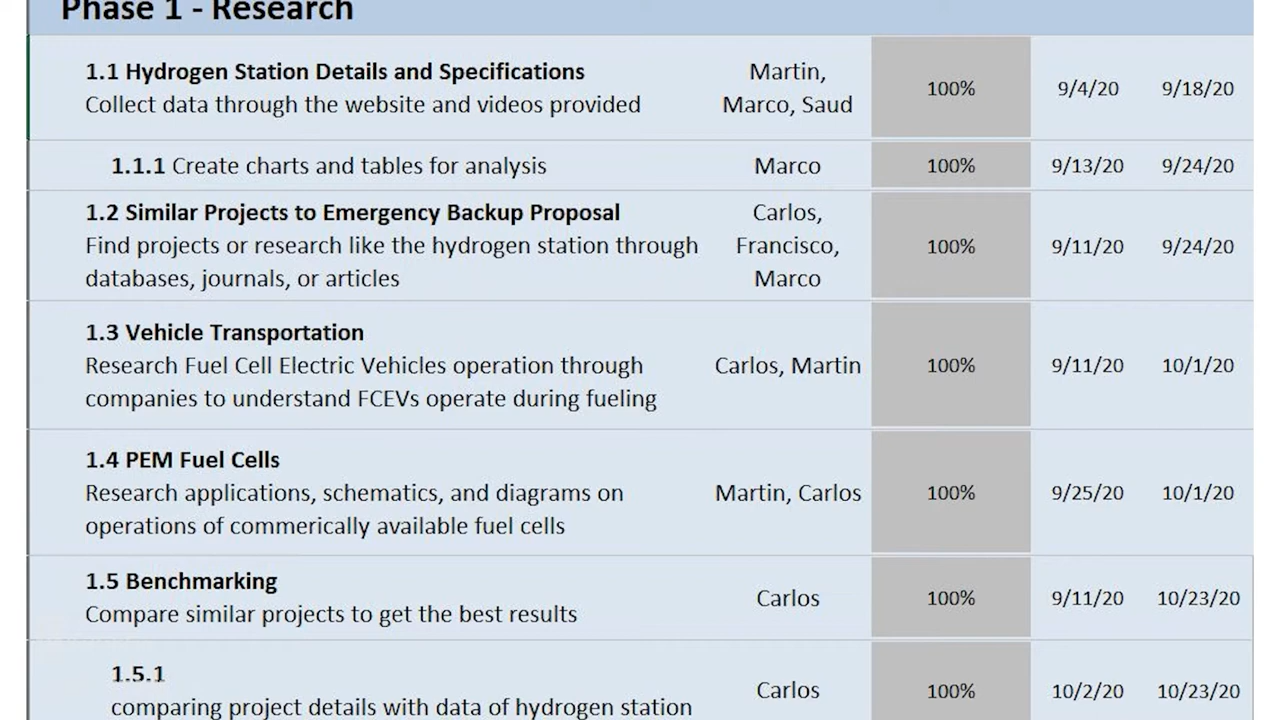 Phase 1 - Research
1.1 Hydrogen Station Details and Specifications
Collect data through the website and videos provided
Martin,
Marco, Saud
100%
9/4/20
9/18/20
1.1.1 Create charts and tables for analysis
Marco
100%
9/13/20
9/24/20
1.2 Similar Projects to Emergency Backup Proposal
Find projects or research like the hydrogen station through
databases, journals, or articles
Carlos,
Francisco,
Marco
100%
9/11/20
9/24/20
1.3 Vehicle Transportation
Research Fuel Cell Electric Vehicles operation through
companies to understand FCEVs operate during fueling
Carlos, Martin
100%
9/11/20
10/1/20
1.4 PEM Fuel Cells
Research applications, schematics, and diagrams on
operations of commerically available fuel cells
Martin, Carlos
100%
9/25/20
10/1/20
1.5 Benchmarking
Compare similar projects to get the best results
Carlos
100%
9/11/20
10/23/20
1.5.1
comparing project details with data of hydrogen station
Carlos
100%
10/2/20
10/23/20